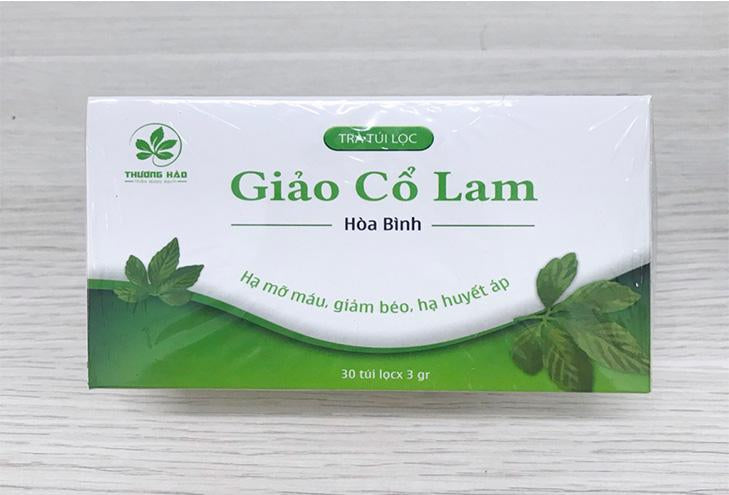 TRÀ TÚI LỌC
THƯƠNG HẢO
Giảo Cổ Lam
Hòa Bình
Hạ mỡ máu, giảm béo, hạ huyết áp
30 túi lọcx 3 gr